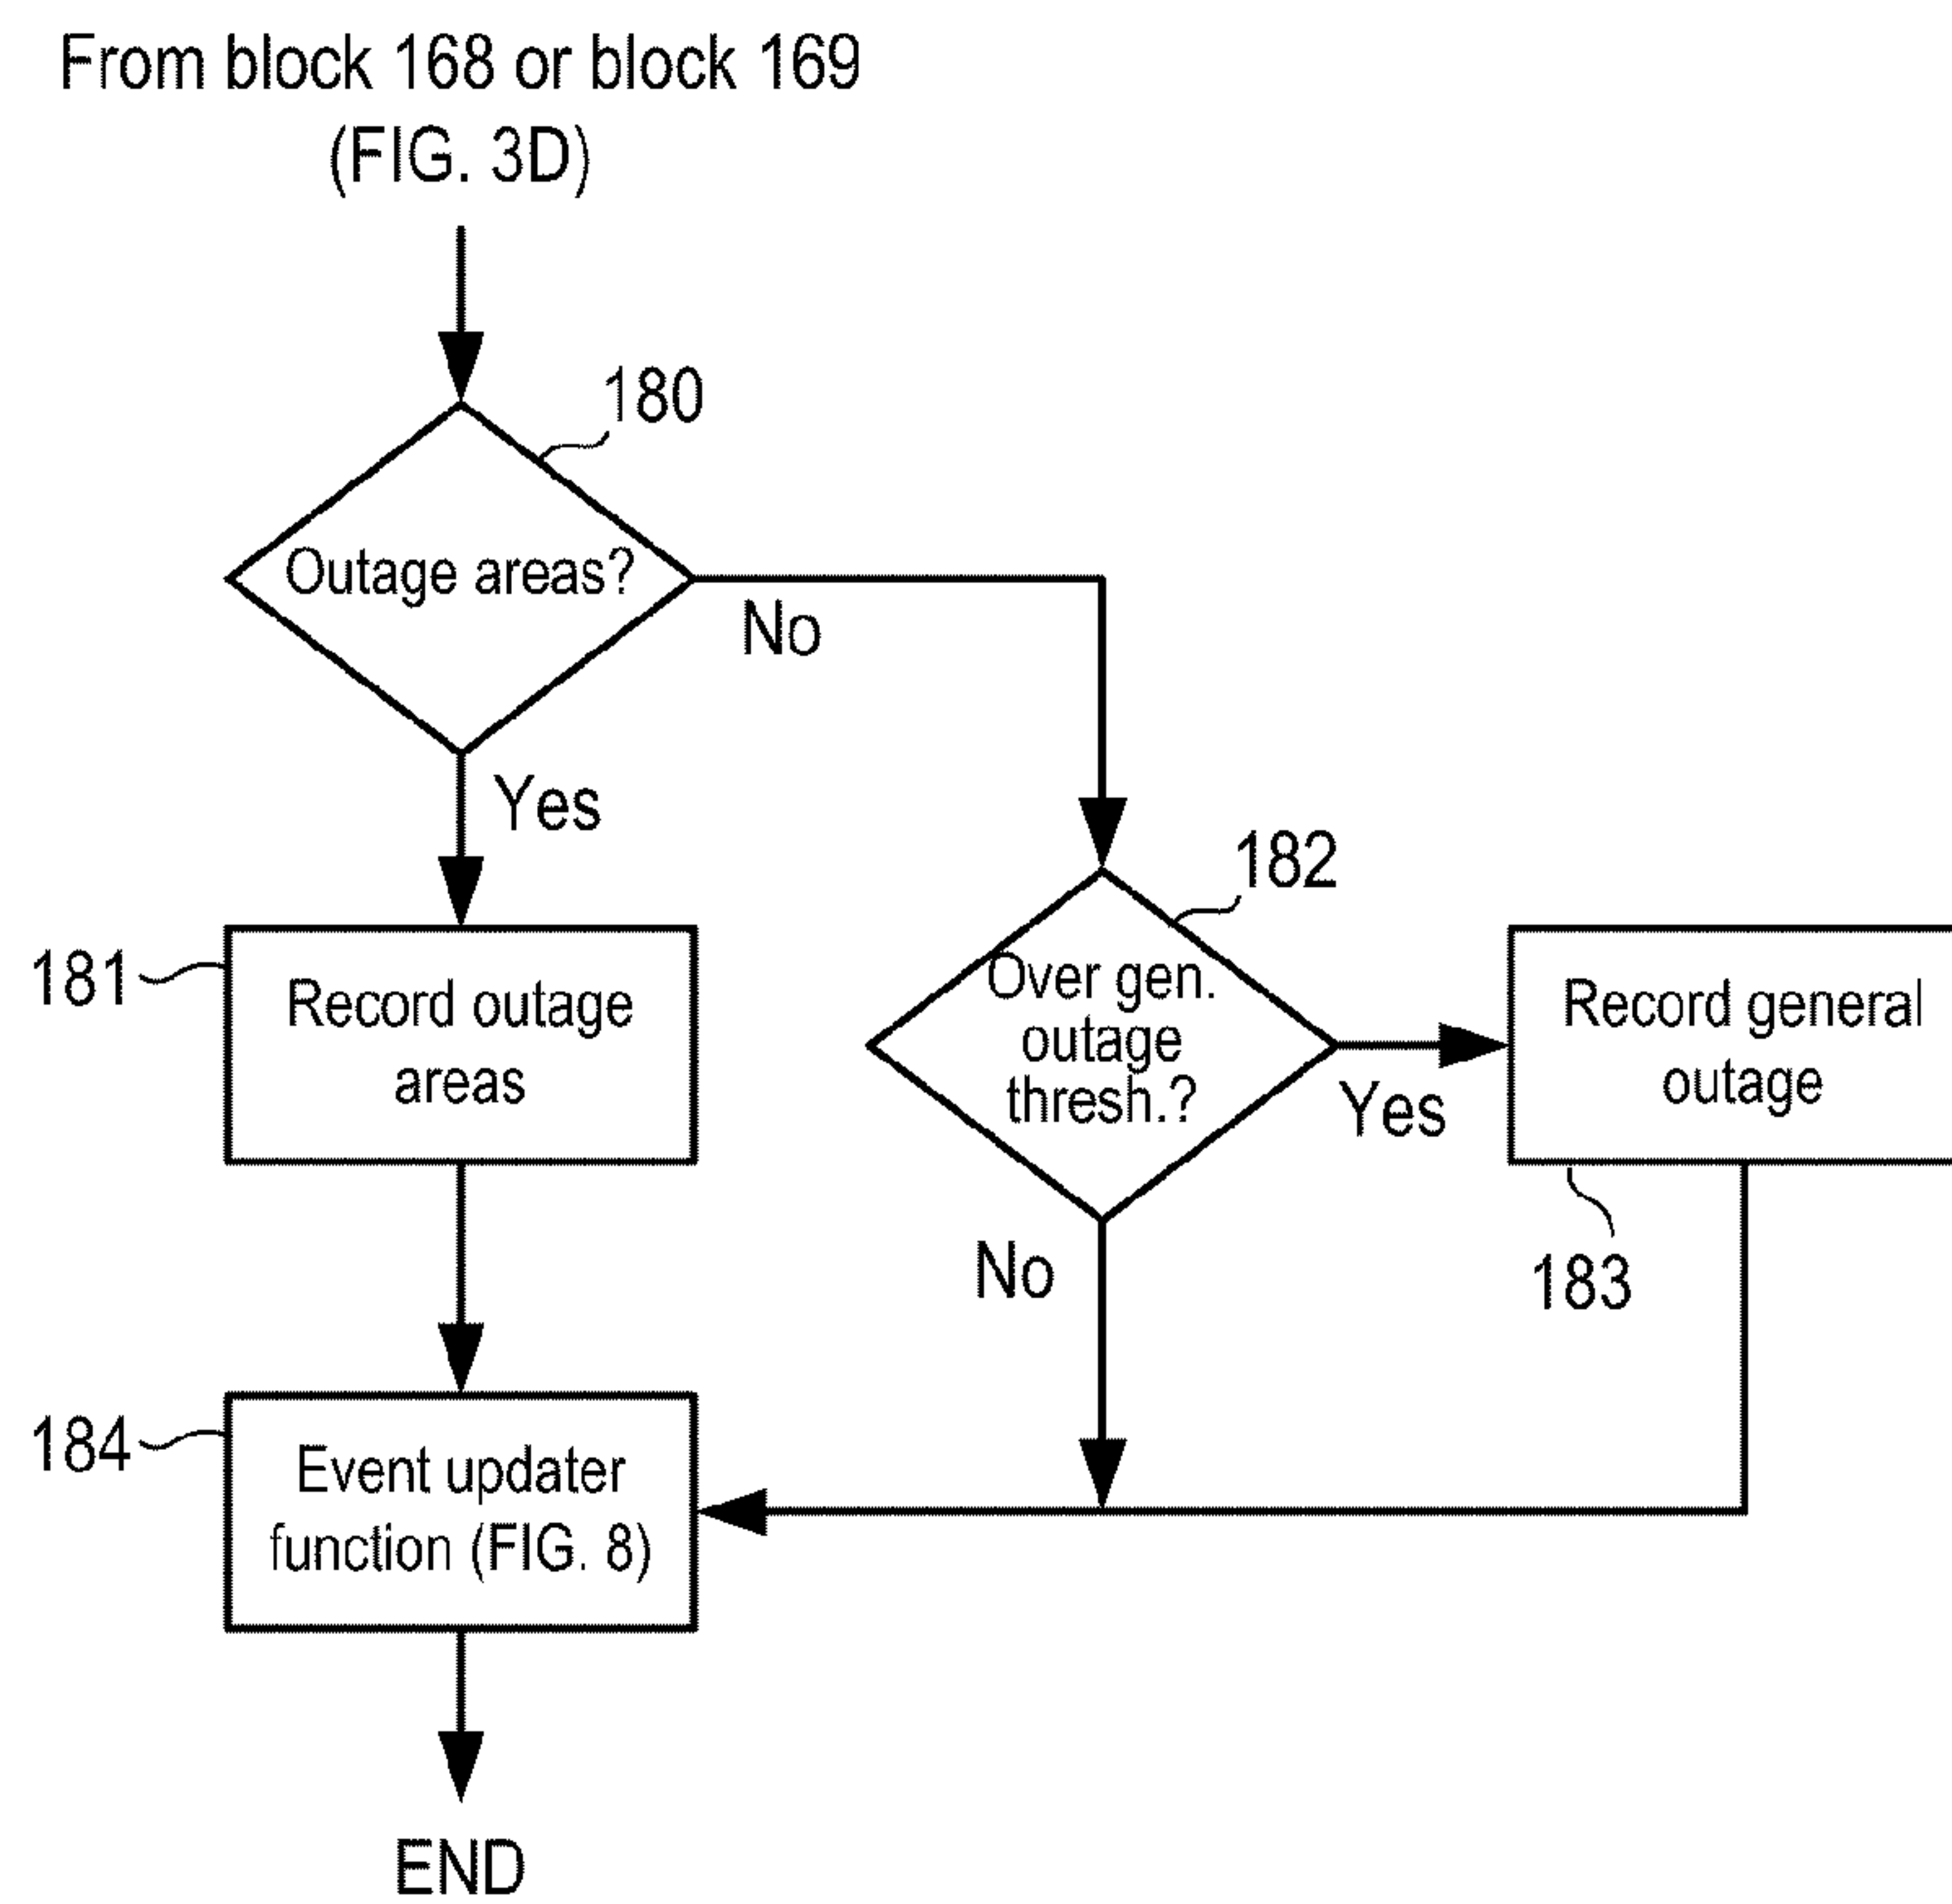 From block 168 or block 169
(FIG. 3D)
180
Outage areas?
No
Yes
182
181
Record outage
areas
Over gen.
outage
thresh.?
Yes
Record general
outage
No
183
184
Event updater
function (FIG. 8)
END